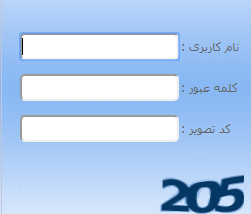 نام کاربری :
کلمه عبور :
کد تصویر :
205